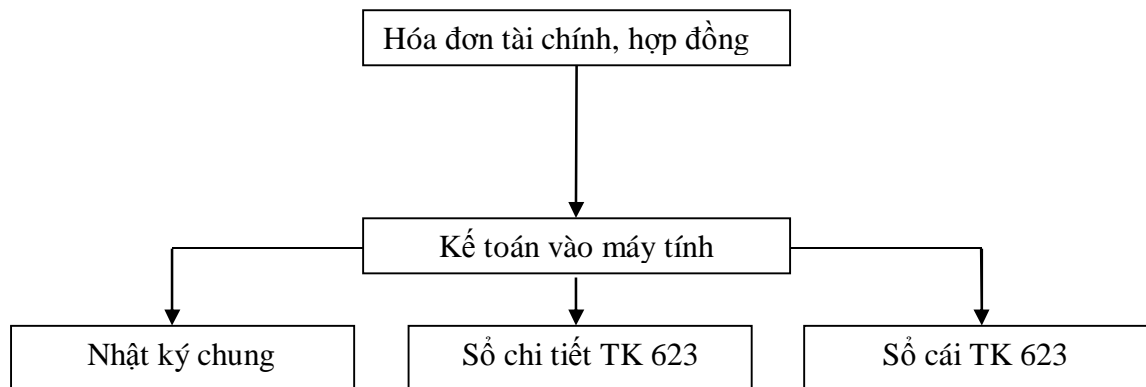 Hóa đơn tài chính, hợp đồng
Kế toán vào máy tính
Nhật ký chung
Sổ chi tiết TK 623
Sổ cái TK 623